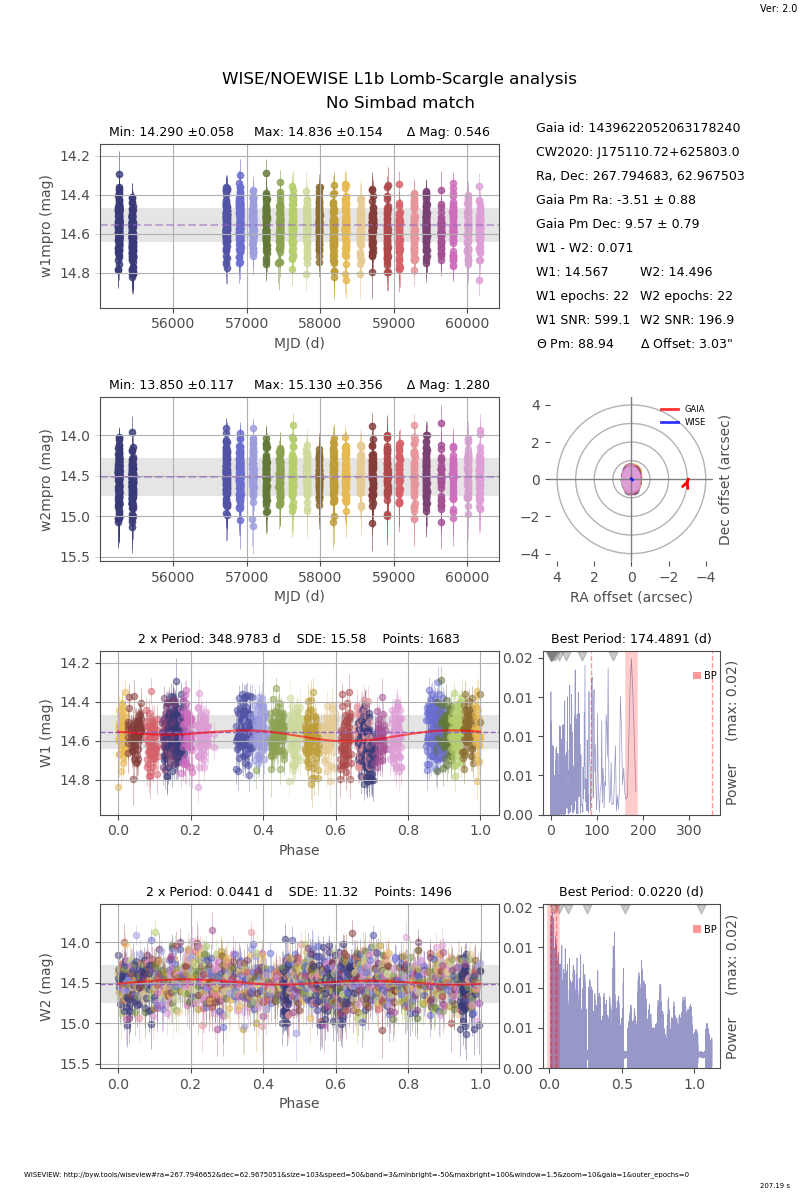 Ver: 2.0
WISE/NOEWISE L1b Lomb-Scargle analysis
No Simbad match
Min: 14.290 ±0.058 Max: 14.836 ±0.154 Δ Mag: 0.546
14.2
14.4
14.6
14.8
w1mpro (mag)
56000 57000 58000 59000 60000
MJD (d)
Gaia id: 1439622052063178240
CW2020: J175110.72+625803.0
Ra, Dec: 267.794683, 62.967503
Gaia Pm Ra: -3.51 ± 0.88
Gaia Pm Dec: 9.57 ± 0.79
W1 - W2: 0.071
W1: 14.567 W2: 14.496
W1 epochs: 22 W2 epochs: 22
W1 SNR: 599.1 W2 SNR: 196.9
Θ Pm: 88.94 Δ Offset: 3.03"
Min: 13.850 ±0.117 Max: 15.130 ±0.356 Δ Mag: 1.280
14.0
14.5
15.0
15.5
w2mpro (mag)
56000 57000 58000 59000 60000
MJD (d)
GAIA
WISE
4
2
0
−2
−4
4 2 0 −2 −4
RA offset (arcsec)
Dec offset (arcsec)
2 x Period: 348.9783 d SDE: 15.58 Points: 1683
14.2
14.4
14.6
14.8
W1 (mag)
0.0 0.2 0.4 0.6 0.8 1.0
Phase
Best Period: 174.4891 (d)
BP
0.02
0.01
0.01
0.01
0.00
0 100 200 300
Power (max: 0.02)
2 x Period: 0.0441 d SDE: 11.32 Points: 1496
14.0
14.5
15.0
15.5
W2 (mag)
0.0 0.2 0.4 0.6 0.8 1.0
Phase
Best Period: 0.0220 (d)
BP
0.02
0.01
0.01
0.01
0.00
0.0 0.5 1.0
Power (max: 0.02)
WISEVIEW: http://byw.tools/wiseview#ra=267.7946652&dec=62.9675051&size=103&speed=50&band=3&minbright=-50&maxbright=100&window=1.5&zoom=10&gaia=1&outer_epochs=0
207.19 s